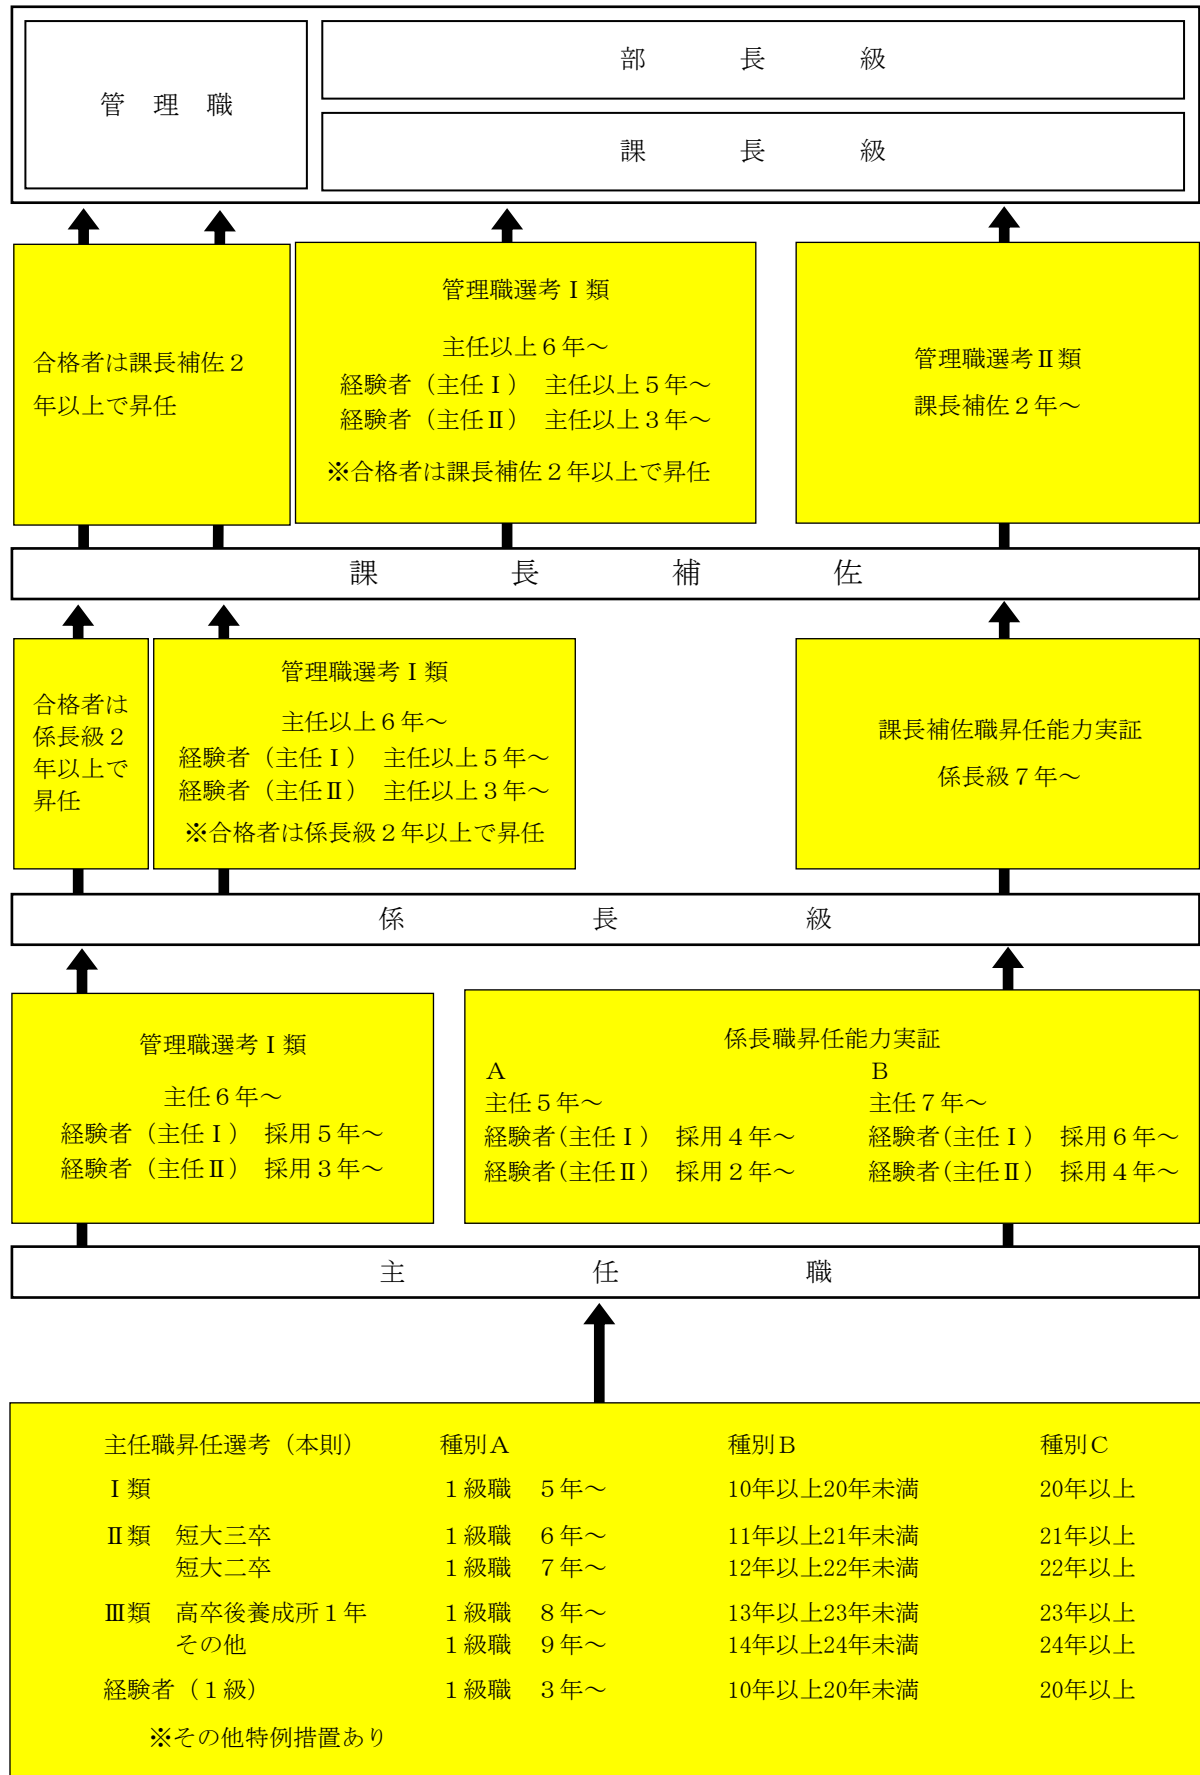 管理職
部長級
課長級
合格者は課長補佐２
年以上で昇任
管理職選考Ⅰ類
主任以上６年～
経験者（主任Ⅰ） 主任以上５年～
経験者（主任Ⅱ） 主任以上３年～
※合格者は課長補佐２年以上で昇任
管理職選考Ⅱ類
課長補佐２年～
課長補佐
合格者は
係長級２
年以上で
昇任
管理職選考Ⅰ類
主任以上６年～
経験者（主任Ⅰ） 主任以上５年～
経験者（主任Ⅱ） 主任以上３年～
※合格者は係長級２年以上で昇任
課長補佐職昇任能力実証
係長級７年～
係長級
管理職選考Ⅰ類
主任６年～
経験者（主任Ⅰ） 採用５年～
経験者（主任Ⅱ） 採用３年～
係長職昇任能力実証
Ａ
主任５年～
経験者（主任Ⅰ） 採用４年～
経験者（主任Ⅱ） 採用２年～
Ｂ
主任７年～
経験者（主任Ⅰ） 採用６年～
経験者（主任Ⅱ） 採用４年～
主任職
主任職昇任選考（本則） 種別Ａ 種別Ｂ 種別Ｃ
Ⅰ類 １級職 ５年～ 10年以上20年未満 20年以上
Ⅱ類 短大三卒 １級職 ６年～ 11年以上21年未満 21年以上
短大二卒 １級職 ７年～ 12年以上22年未満 22年以上
Ⅲ類 高卒後養成所１年 １級職 ８年～ 13年以上23年未満 23年以上
その他 １級職 ９年～ 14年以上24年未満 24年以上
経験者（１級） １級職 ３年～ 10年以上20年未満 20年以上
※その他特例措置あり